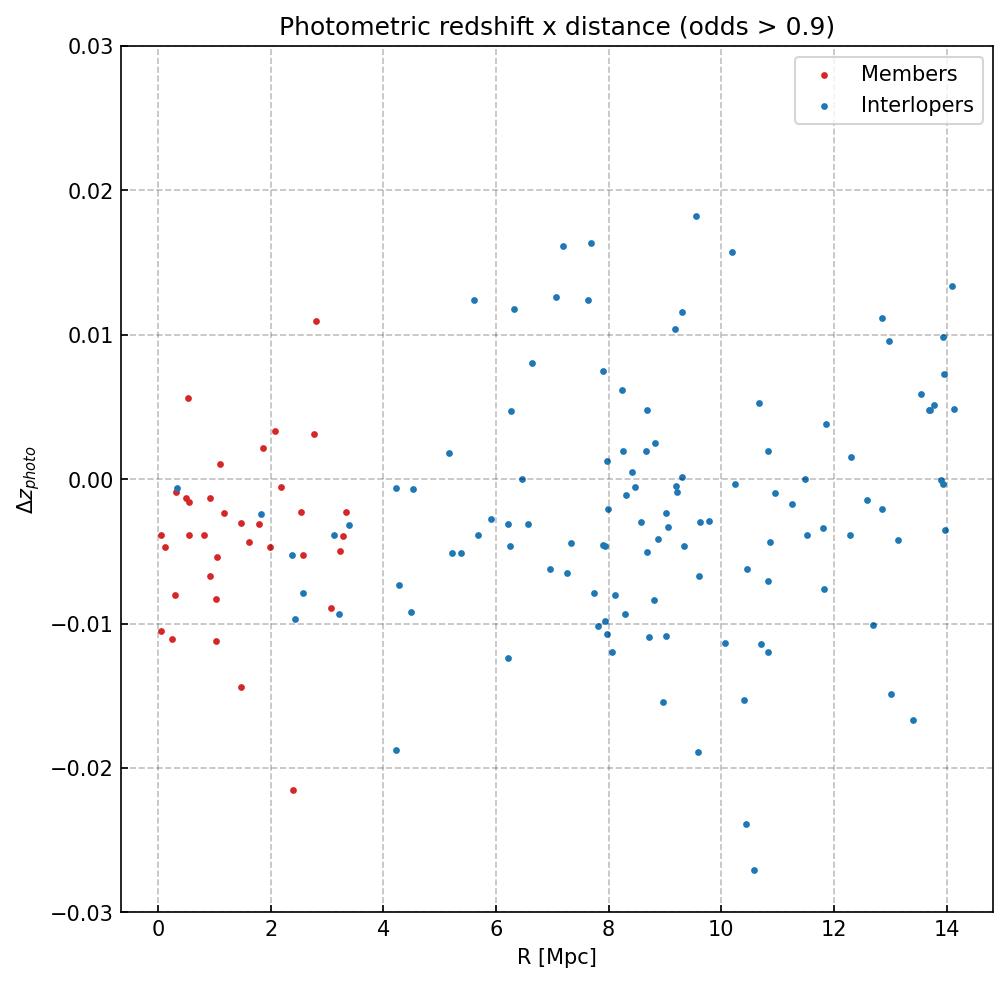 Photometric redshift x distance (odds > 0.9)
Members
Interlopers
0.03
0.02
0.01
0.00
−0.01
−0.02
−0.03
Δz_photo
0 2 4 6 8 10 12 14
R [Mpc]